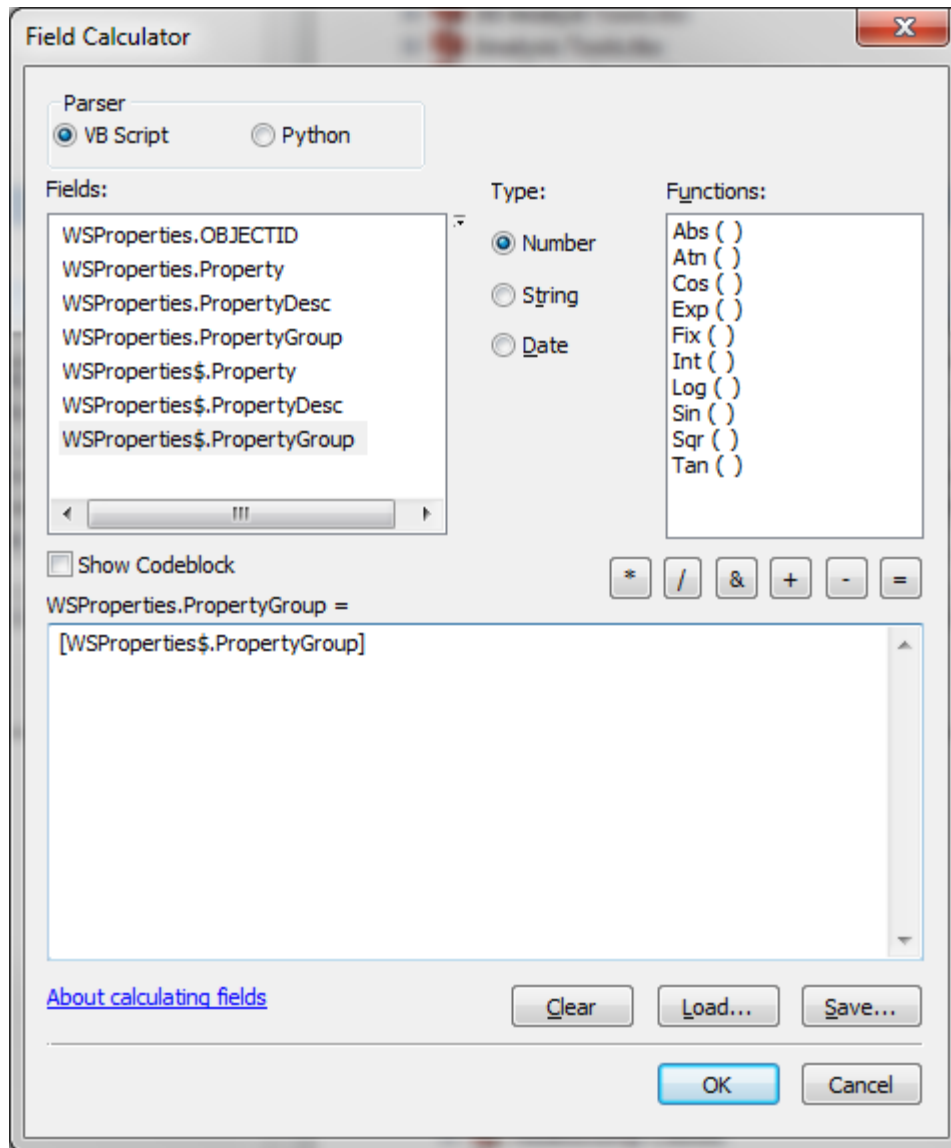 Field Calculator
Parser
VB Script
Python
Fields:
Type:
Functions:
WSProperties.OBJECTID
WSProperties.Property
WSProperties.PropertyDesc
WSProperties.PropertyGroup
WSProperties$.Property
WSProperties$.PropertyDesc
WSProperties$.PropertyGroup
Number
String
Date
Abs ( )
Atn ( )
Cos ( )
Exp ( )
Fix ( )
Int ( )
Log ( )
Sin ( )
Sqr ( )
Tan ( )
Show Codeblock
* / & + - =
WSProperties.PropertyGroup =
[WSProperties$.PropertyGroup]
About calculating fields
Clear
Load...
Save...
OK
Cancel